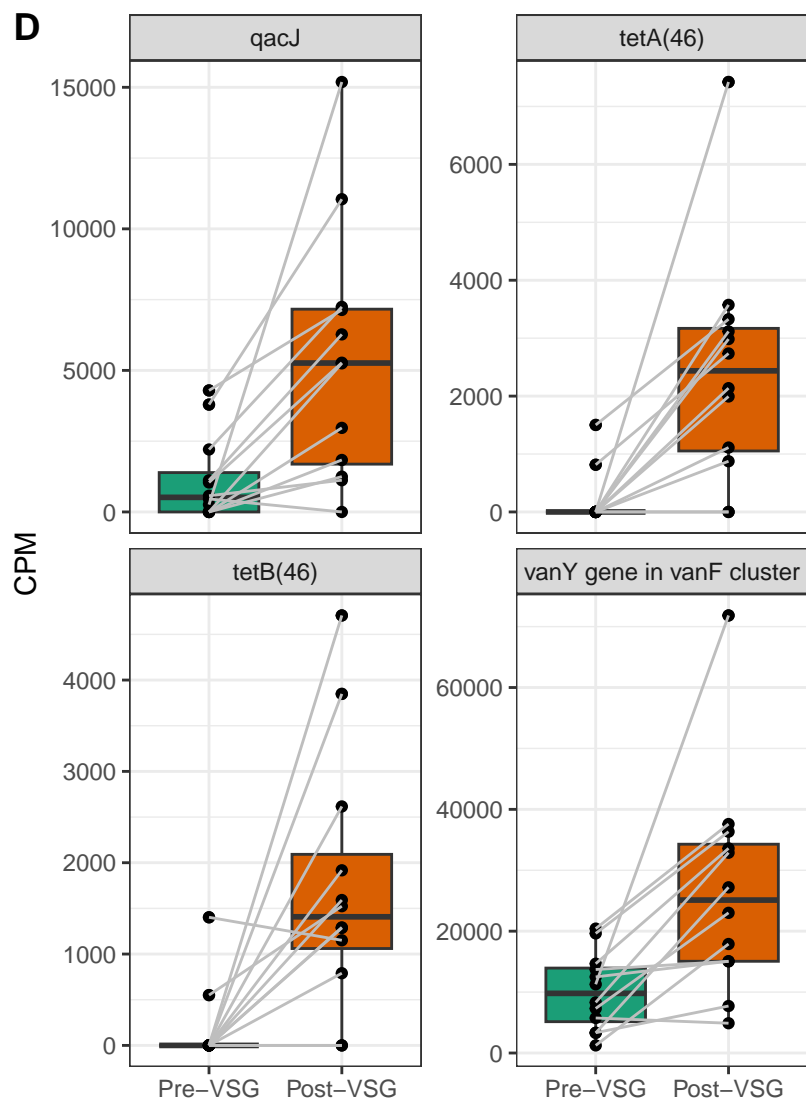 D
qacJ
tetA(46)
15000
10000
5000
0
6000
4000
2000
0
CPM
tetB(46)
vanY gene in vanF cluster
4000
3000
2000
1000
0
60000
40000
20000
0
Pre−VSG Post−VSG
Pre−VSG Post−VSG